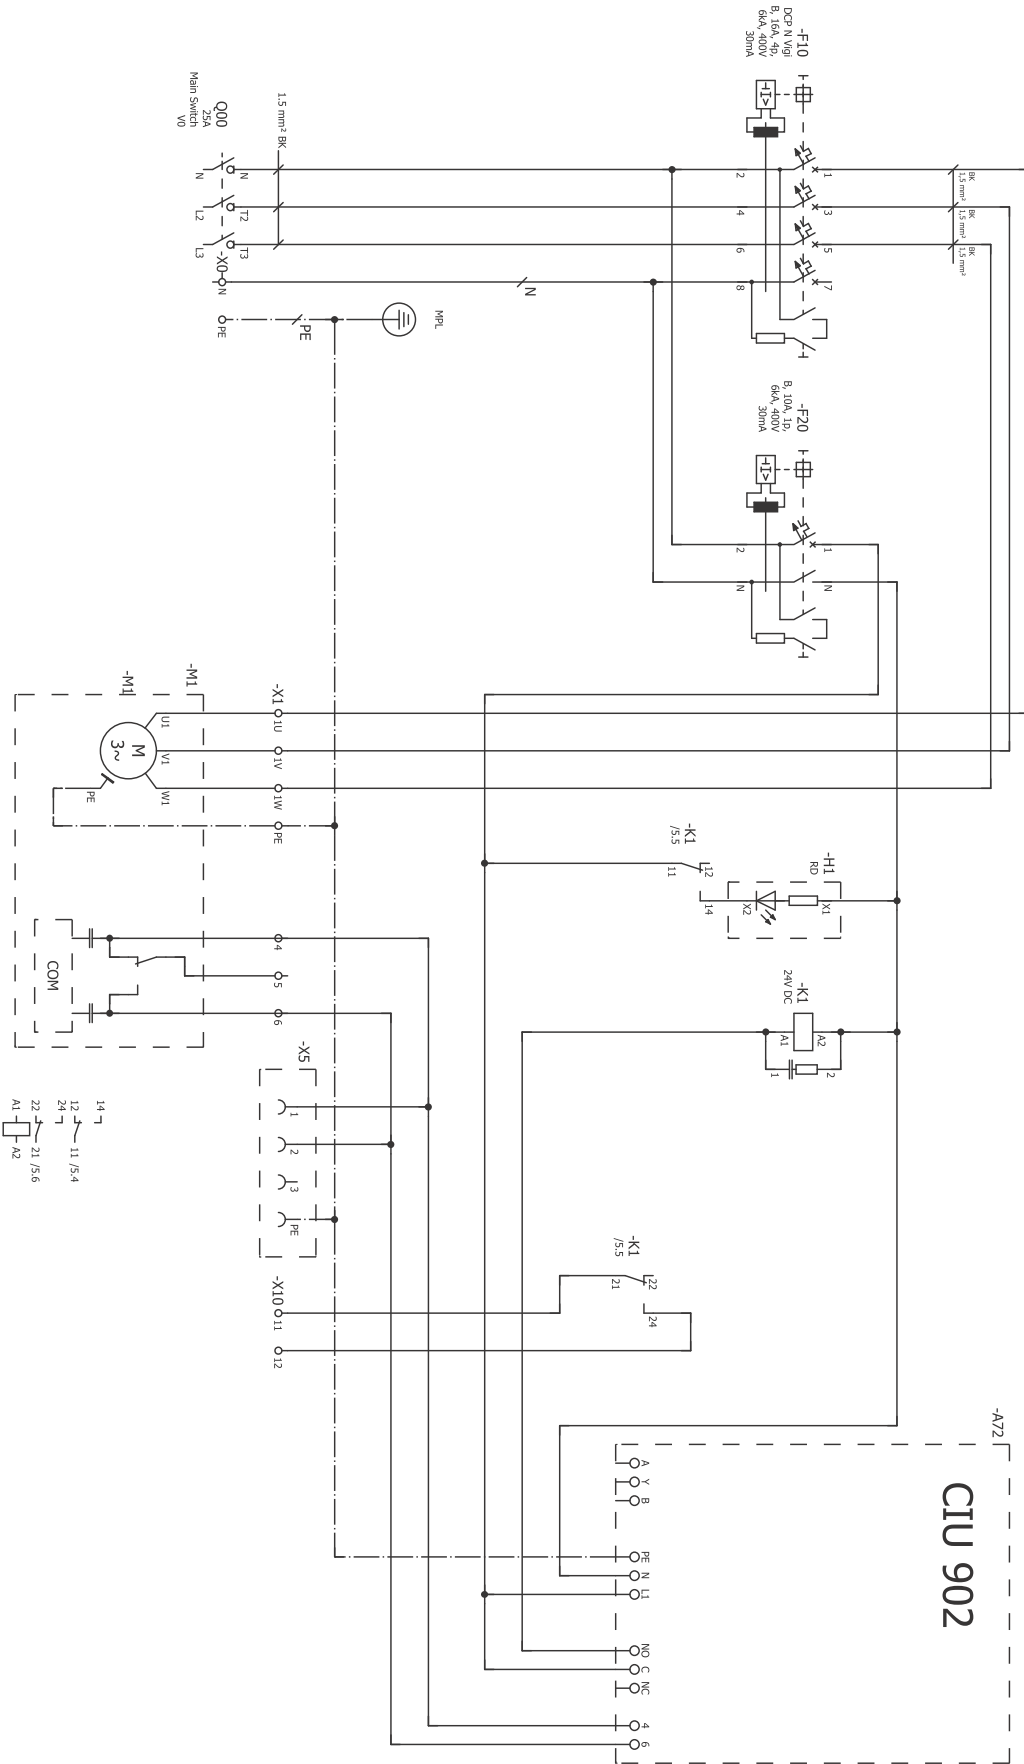 -F10
DCP N Vigi
B, 16A, 4p,
6kA, 400V
30mA
I>
1
3
5
7
2
4
6
8
BK
1,5 mm²
BK
1,5 mm²
BK
1,5 mm²
1.5 mm² BK
Q00
25A
Main Switch
V0
N
T2
T3
N
L2
L3
-X0
N
PE
N
PE
MPL
-F20
B, 10A, 1p,
6kA, 400V
30mA
I>
1
N
2
N
-M1
-M1
M
3~
U1
V1
W1
PE
-X1
1U
1V
1W
PE
4
5
6
COM
-K1
/5.5
12
11
14
-H1
RD
X1
X2
-K1
24V DC
A2
A1
1
2
-X5
1
2
3
PE
14
12
11 /5.4
24
22
21 /5.6
A1
A2
-K1
/5.5
22
21
24
-X10
11
12
-A72
CIU 902
A
Y
B
PE
N
L1
NO
C
NC
4
6